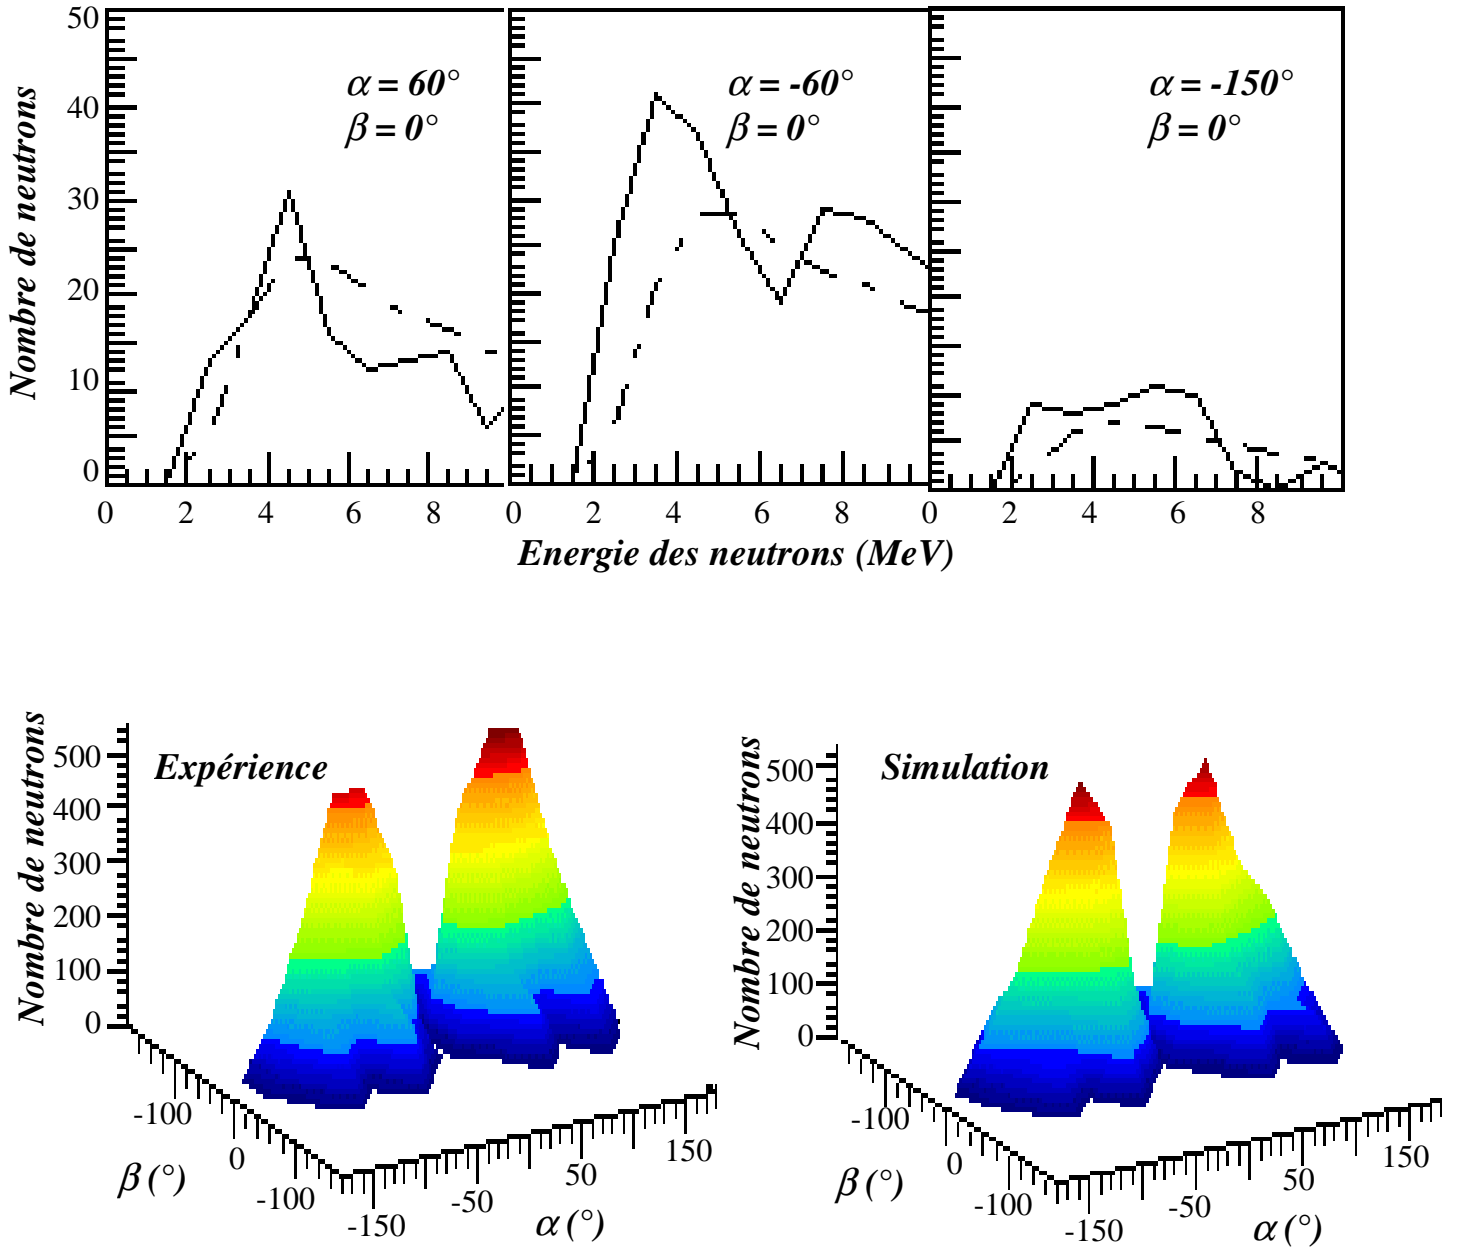 Nombre de neutrons
50
40
30
20
10
0
α = 60°
β = 0°
α = -60°
β = 0°
α = -150°
β = 0°
0 2 4 6 8
0 2 4 6 8
0 2 4 6 8
Energie des neutrons (MeV)
Nombre de neutrons
500
400
300
200
100
0
Expérience
-100
0
-100
β (°)
-150
-50
50
150
α (°)
Nombre de neutrons
500
400
300
200
100
0
Simulation
-100
0
-100
β (°)
-150
-50
50
150
α (°)